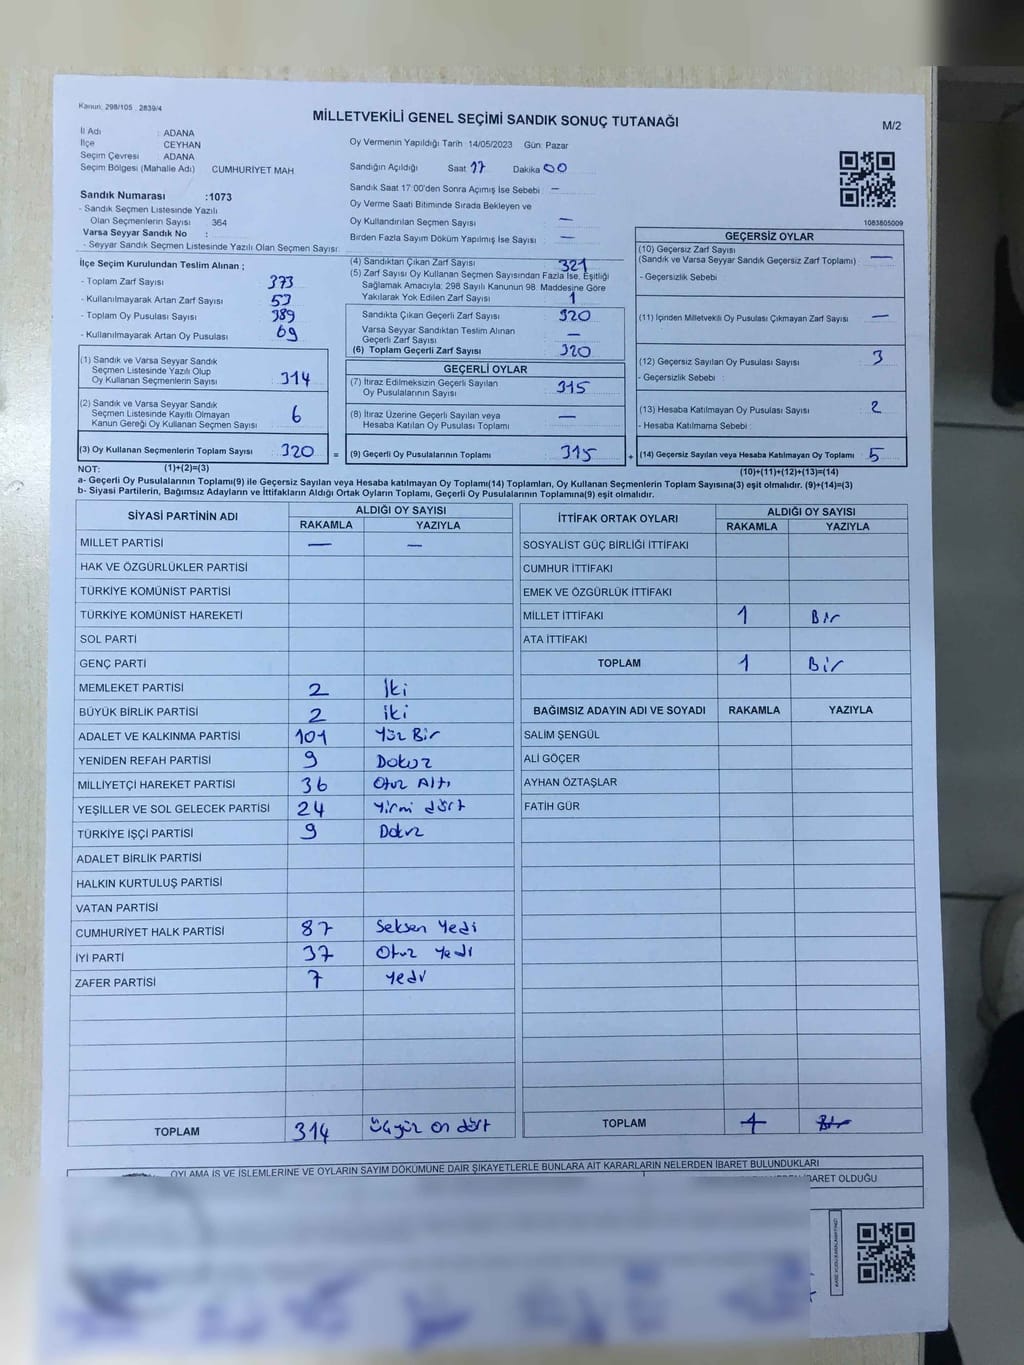 Kanun: 298/105 . 2839/4
MİLLETVEKİLİ GENEL SEÇİMİ SANDIK SONUÇ TUTANAĞI
M/2
İl Adı : ADANA
İlçe CEYHAN
Seçim Çevresi : ADANA
Seçim Bölgesi (Mahalle Adı) CUMHURİYET MAH
Oy Vermenin Yapıldığı Tarih 14/05/2023 Gün: Pazar
Sandığın Açıldığı Saat 17 Dakika 00
Sandık Saat 17 00'den Sonra Açımış İse Sebebi —
Oy Verme Saati Bitiminde Sırada Bekleyen ve
Oy Kullandırılan Seçmen Sayısı —
Birden Fazla Sayım Döküm Yapılmış İse Sayısı —
1083805009
Sandık Numarası :1073
- Sandık Seçmen Listesinde Yazılı
Olan Seçmenlerin Sayısı 364
Varsa Seyyar Sandık No :
- Seyyar Sandık Seçmen Listesinde Yazılı Olan Seçmen Sayısı:
İlçe Seçim Kurulundan Teslim Alınan ;
- Toplam Zarf Sayısı 373
- Kullanılmayarak Artan Zarf Sayısı 53
- Toplam Oy Pusulası Sayısı 389
- Kullanılmayarak Artan Oy Pusulası 69
(1) Sandık ve Varsa Seyyar Sandık
Seçmen Listesinde Yazılı Olup
Oy Kullanan Seçmenlerin Sayısı 314
(2) Sandık ve Varsa Seyyar Sandık
Seçmen Listesinde Kayıtlı Olmayan
Kanun Gereği Oy Kullanan Seçmen Sayısı 6
(3) Oy Kullanan Seçmenlerin Toplam Sayısı 320 =
(4) Sandıktan Çıkan Zarf Sayısı 321
(5) Zarf Sayısı Oy Kullanan Seçmen Sayısından Fazla İse, Eşitliği
Sağlamak Amacıyla; 298 Sayılı Kanunun 98. Maddesine Göre
Yakılarak Yok Edilen Zarf Sayısı 1
Sandıkta Çıkan Geçerli Zarf Sayısı 320
Varsa Seyyar Sandıktan Teslim Alınan
Geçerli Zarf Sayısı —
(6) Toplam Geçerli Zarf Sayısı 320
GEÇERLİ OYLAR
(7) İtiraz Edilmeksizin Geçerli Sayılan
Oy Pusulalarının Sayısı 315
(8) İtiraz Üzerine Geçerli Sayılan veya
Hesaba Katılan Oy Pusulası Toplamı —
(9) Geçerli Oy Pusulalarının Toplamı 315 +
GEÇERSİZ OYLAR
(10) Geçersiz Zarf Sayısı
(Sandık ve Varsa Seyyar Sandık Geçersiz Zarf Toplamı) —
- Geçersizlik Sebebi
(11) İçinden Milletvekili Oy Pusulası Çıkmayan Zarf Sayısı —
(12) Geçersiz Sayılan Oy Pusulası Sayısı 3
- Geçersizlik Sebebi :
(13) Hesaba Katılmayan Oy Pusulası Sayısı 2
- Hesaba Katılmama Sebebi
(14) Geçersiz Sayılan veya Hesaba Katılmayan Oy Toplamı 5
NOT: (1)+(2)=(3)
(10)+(11)+(12)+(13)=(14)
a- Geçerli Oy Pusulalarının Toplamı(9) ile Geçersiz Sayılan veya Hesaba katılmayan Oy Toplamı(14) Toplamları, Oy Kullanan Seçmenlerin Toplam Sayısına(3) eşit olmalıdır. (9)+(14)=(3)
b- Siyasi Partilerin, Bağımsız Adayların ve İttifakların Aldığı Ortak Oyların Toplamı, Geçerli Oy Pusulalarının Toplamına(9) eşit olmalıdır.
SİYASİ PARTİNİN ADI ALDIĞI OY SAYISI
RAKAMLA YAZIYLA
MİLLET PARTİSİ — —
HAK VE ÖZGÜRLÜKLER PARTİSİ
TÜRKİYE KOMÜNİST PARTİSİ
TÜRKİYE KOMÜNİST HAREKETİ
SOL PARTİ
GENÇ PARTİ
MEMLEKET PARTİSİ 2 İki
BÜYÜK BİRLİK PARTİSİ 2 iki
ADALET VE KALKINMA PARTİSİ 101 Yüz Bir
YENİDEN REFAH PARTİSİ 9 Dokuz
MİLLİYETÇİ HAREKET PARTİSİ 36 Otuz Altı
YEŞİLLER VE SOL GELECEK PARTİSİ 24 Yirmi dört
TÜRKİYE İŞÇİ PARTİSİ 9 Dokuz
ADALET BİRLİK PARTİSİ
HALKIN KURTULUŞ PARTİSİ
VATAN PARTİSİ
CUMHURİYET HALK PARTİSİ 87 Seksen Yedi
İYİ PARTİ 37 Otuz Yedi
ZAFER PARTİSİ 7 Yedi
TOPLAM 314 Üçyüz on dört
İTTİFAK ORTAK OYLARI ALDIĞI OY SAYISI
RAKAMLA YAZIYLA
SOSYALİST GÜÇ BİRLİĞİ İTTİFAKI
CUMHUR İTTİFAKI
EMEK VE ÖZGÜRLÜK İTTİFAKI
MİLLET İTTİFAKI 1 Bir
ATA İTTİFAKI
TOPLAM 1 Bir
BAĞIMSIZ ADAYIN ADI VE SOYADI RAKAMLA YAZIYLA
SALİM ŞENGÜL
ALİ GÖÇER
AYHAN ÖZTAŞLAR
FATİH GÜR
TOPLAM 1 Bir
OYLAMA İŞ VE İŞLEMLERİNE VE OYLARIN SAYIM DÖKÜMÜNE DAİR ŞİKAYETLERLE BUNLARA AİT KARARLARIN NELERDEN İBARET BULUNDUKLARI
İBARET OLDUĞU